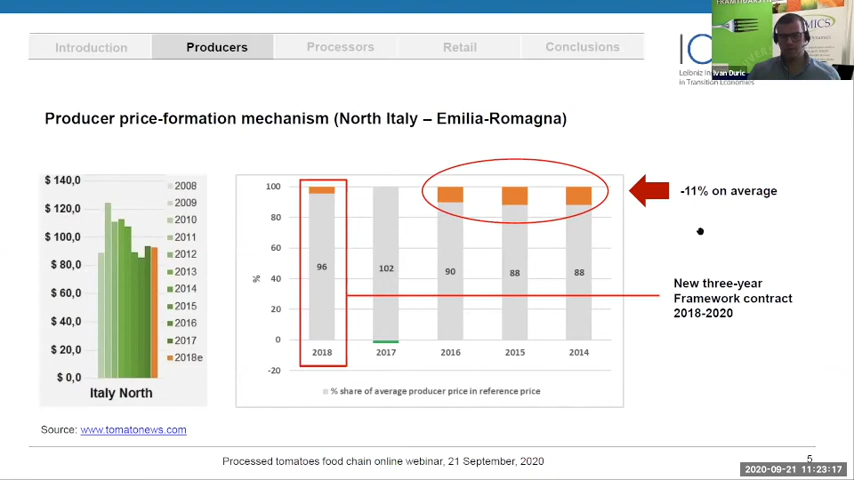 Introduction
Producers
Processors
Retail
Conclusions
Leibniz In
in Transition Economies
Ivan Duric
Producer price-formation mechanism (North Italy – Emilia-Romagna)
$ 140,0
$ 120,0
$ 100,0
$ 80,0
$ 60,0
$ 40,0
$ 20,0
$ 0,0
2008
2009
2010
2011
2012
2013
2014
2015
2016
2017
2018e
Italy North
%
100
80
60
40
20
0
-20
96
102
90
88
88
2018
2017
2016
2015
2014
% share of average producer price in reference price
-11% on average
New three-year
Framework contract
2018-2020
Source: www.tomatonews.com
Processed tomatoes food chain online webinar, 21 September, 2020
5
2020-09-21 11:23:17